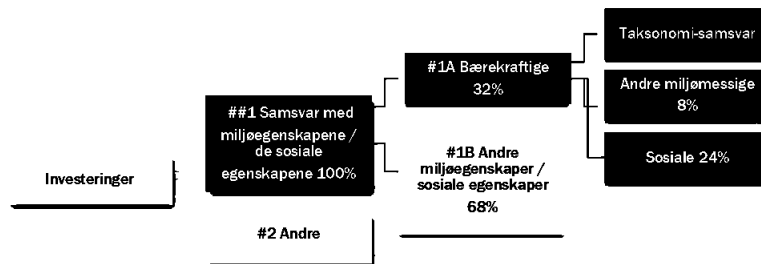 Investeringer
##1 Samsvar med
miljøegenskapene /
de sosiale
egenskapene 100%
#2 Andre
#1A Bærekraftige
32%
#1B Andre
miljøegenskaper /
sosiale egenskaper
68%
Taksonomi-samsvar
Andre miljømessige
8%
Sosiale 24%